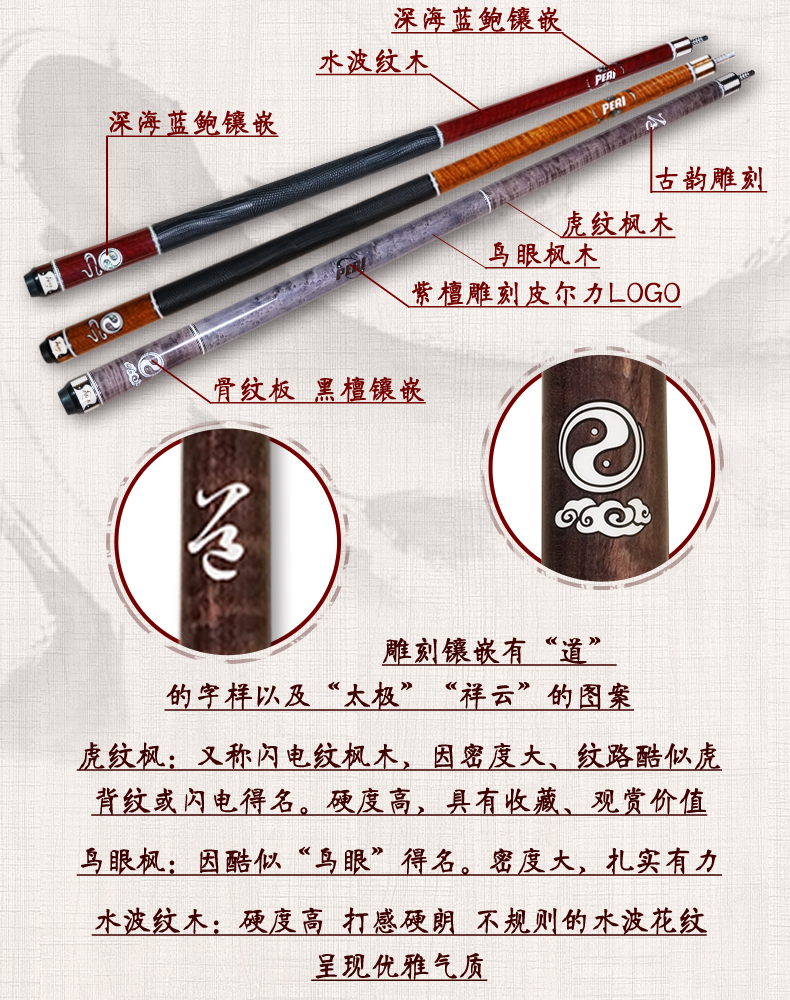 深海蓝鲍镶嵌
水波纹木
PERI
PERI
深海蓝鲍镶嵌
古韵雕刻
虎纹枫木
鸟眼枫木
PERI
紫檀雕刻皮尔力LOGO
骨纹板 黑檀镶嵌
雕刻镶嵌有“道”
的字样以及“太极”“祥云”的图案
虎纹枫：又称闪电纹枫木，因密度大、纹路酷似虎
背纹或闪电得名。硬度高，具有收藏、观赏价值
鸟眼枫：因酷似“鸟眼”得名。密度大，扎实有力
水波纹木：硬度高 打感硬朗 不规则的水波花纹
呈现优雅气质